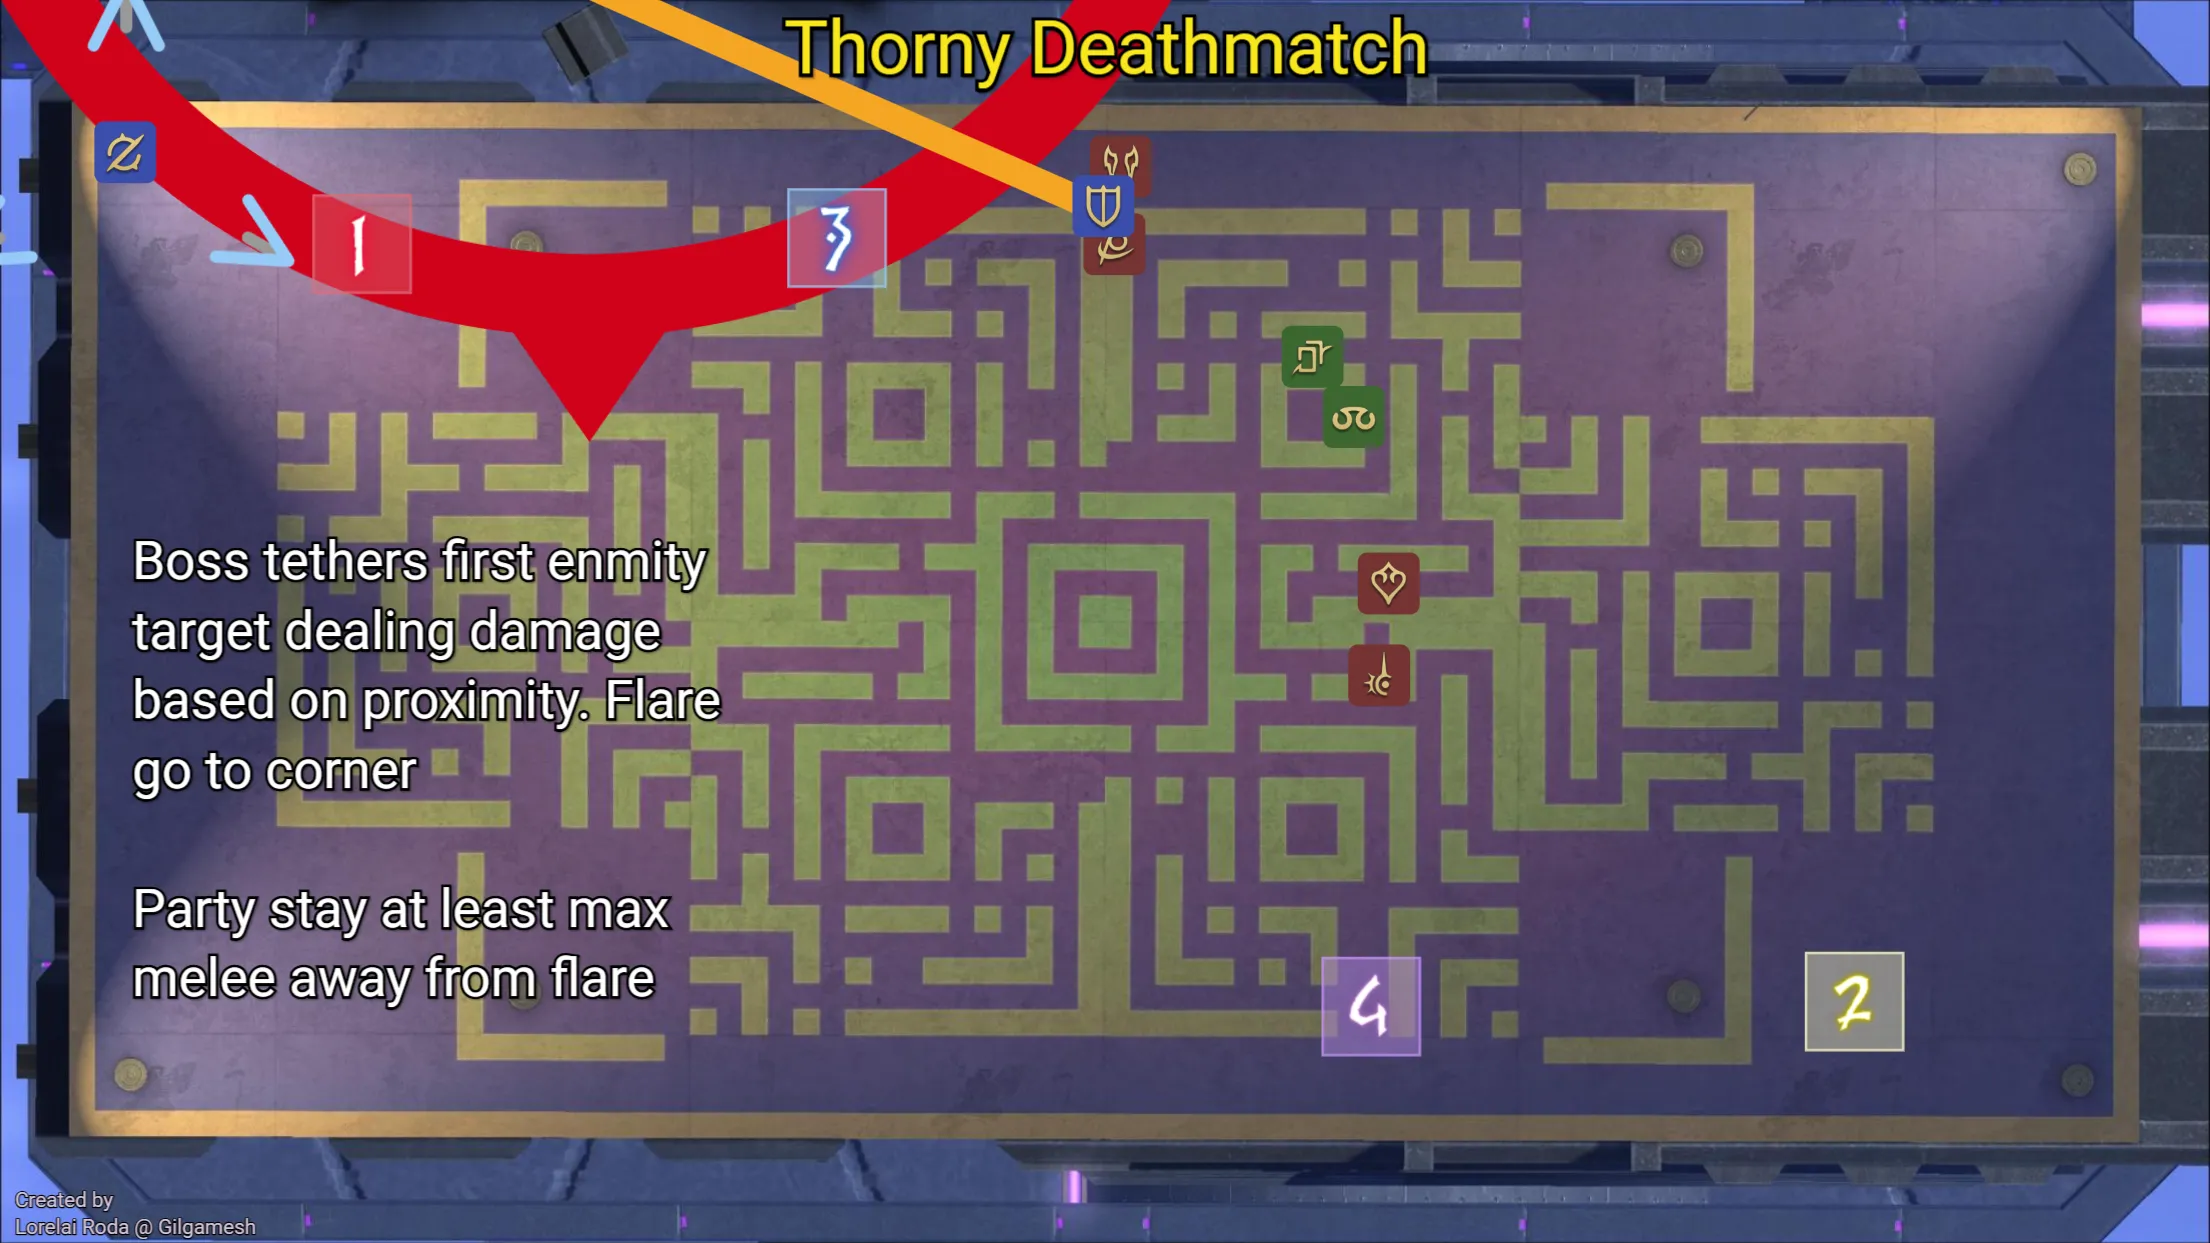 Thorny Deathmatch
1
3
Boss tethers first enmity
target dealing damage
based on proximity. Flare
go to corner
Party stay at least max
melee away from flare
4
2
Created by
Lorelai Roda @ Gilgamesh